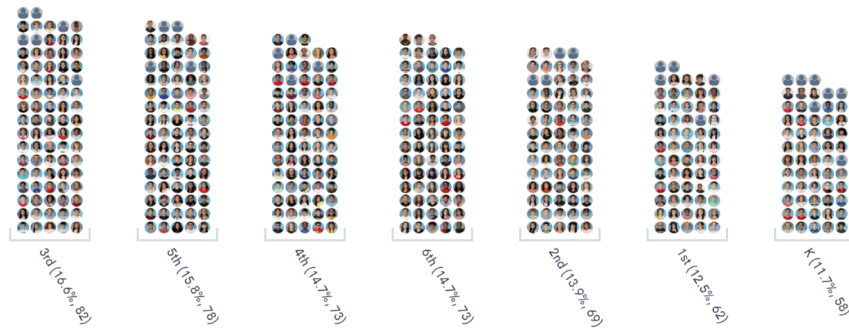 3rd (16.6%, 82)
5th (15.8%, 78)
4th (14.7%, 73)
6th (14.7%, 73)
2nd (13.9%, 69)
1st (12.5%, 62)
K (11.7%, 58)